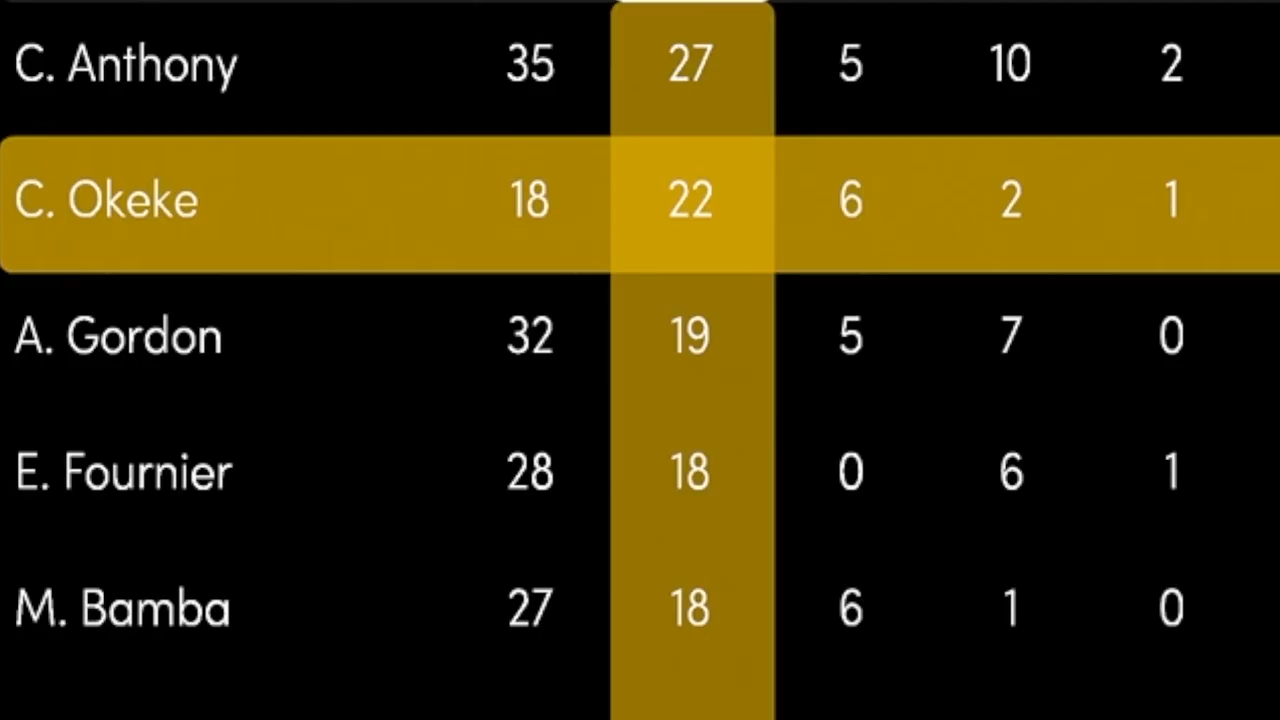 C. Anthony 35 27 5 10 2
C. Okeke 18 22 6 2 1
A. Gordon 32 19 5 7 0
E. Fournier 28 18 0 6 1
M. Bamba 27 18 6 1 0